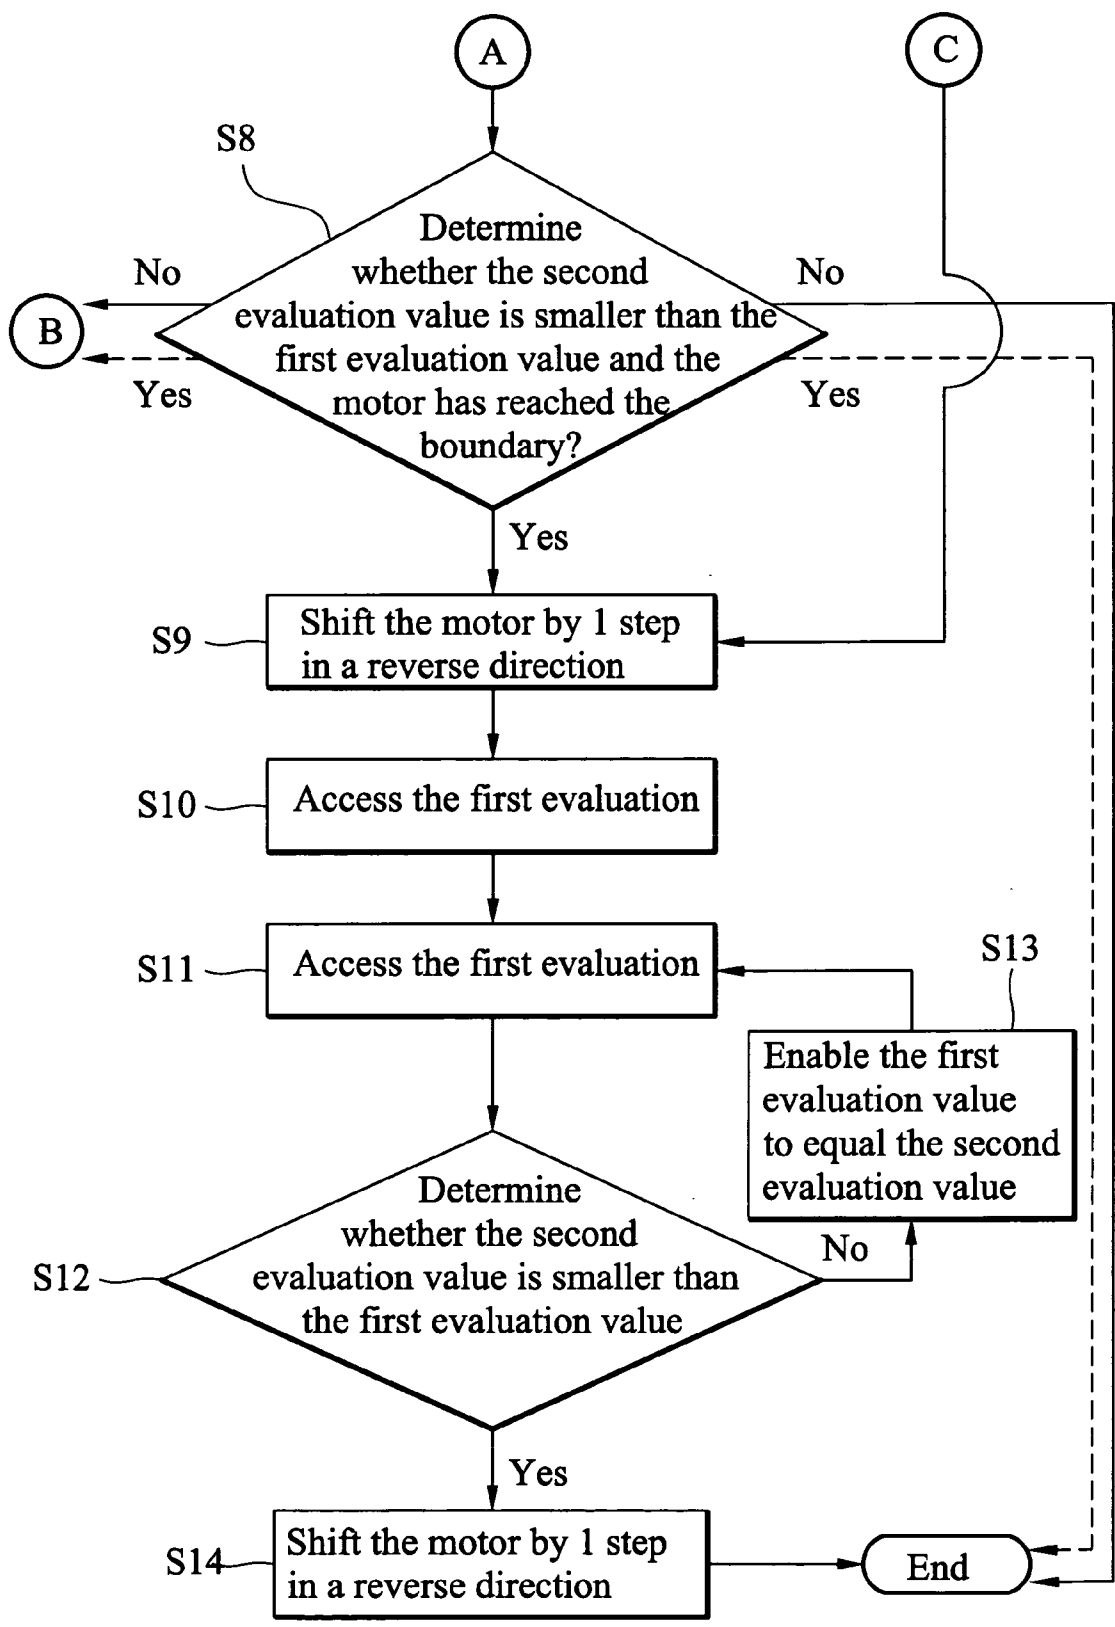 A
C
S8
Determine
whether the second
evaluation value is smaller than the
first evaluation value and the
motor has reached the
boundary?
No
No
B
Yes
Yes
Yes
S9
Shift the motor by 1 step
in a reverse direction
S10
Access the first evaluation
S11
Access the first evaluation
S13
Enable the first
evaluation value
to equal the second
evaluation value
S12
Determine
whether the second
evaluation value is smaller than
the first evaluation value
No
Yes
S14
Shift the motor by 1 step
in a reverse direction
End